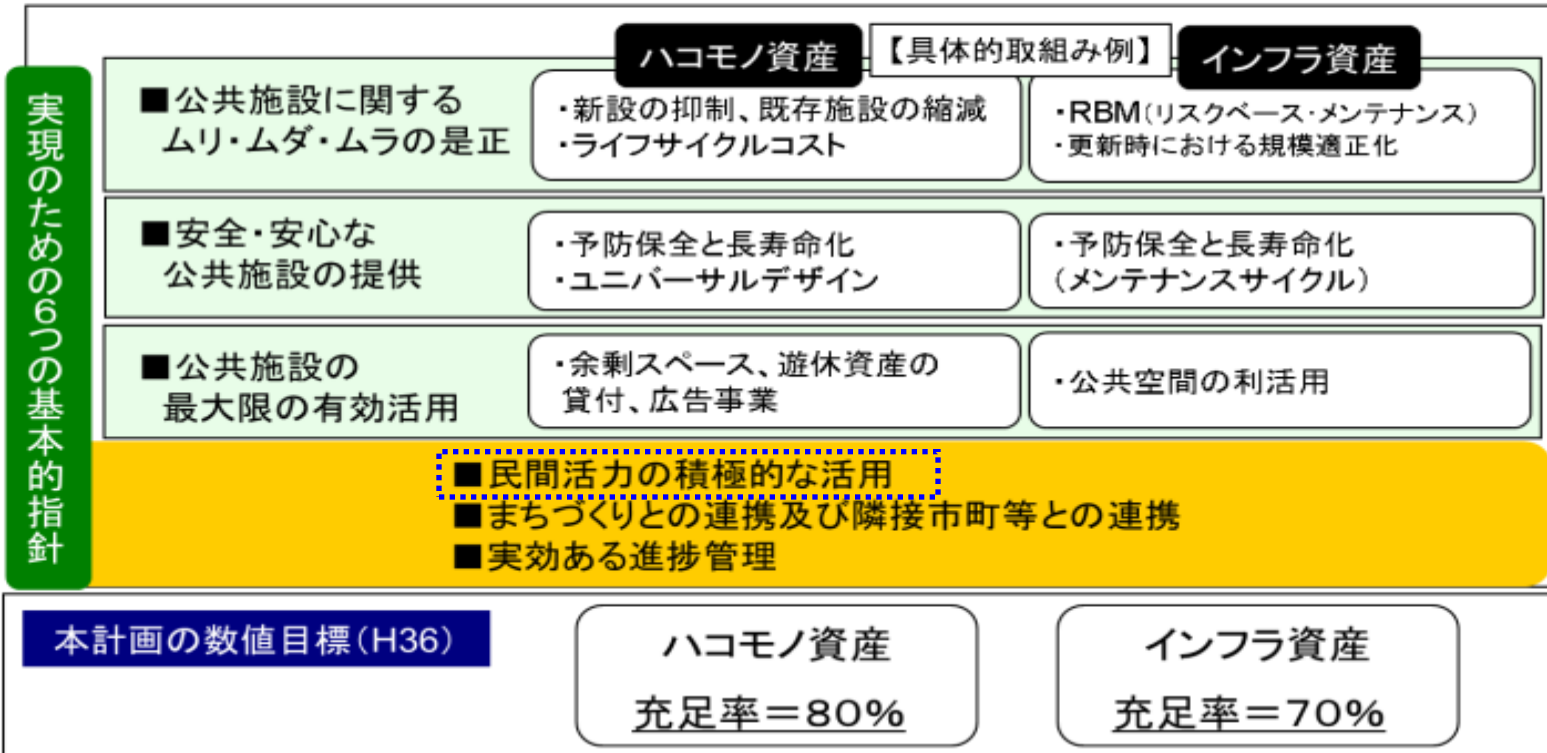 ハコモノ資産
【具体的取組み例】
インフラ資産
実現のための6つの基本的指針
■公共施設に関する
ムリ・ムダ・ムラの是正
・新設の抑制、既存施設の縮減
・ライフサイクルコスト
・RBM(リスクベース・メンテナンス)
・更新時における規模適正化
■安全・安心な
公共施設の提供
・予防保全と長寿命化
・ユニバーサルデザイン
・予防保全と長寿命化
(メンテナンスサイクル)
■公共施設の
最大限の有効活用
・余剰スペース、遊休資産の
貸付、広告事業
・公共空間の利活用
■民間活力の積極的な活用
■まちづくりとの連携及び隣接市町等との連携
■実効ある進捗管理
本計画の数値目標(H36)
ハコモノ資産
充足率=80%
インフラ資産
充足率=70%